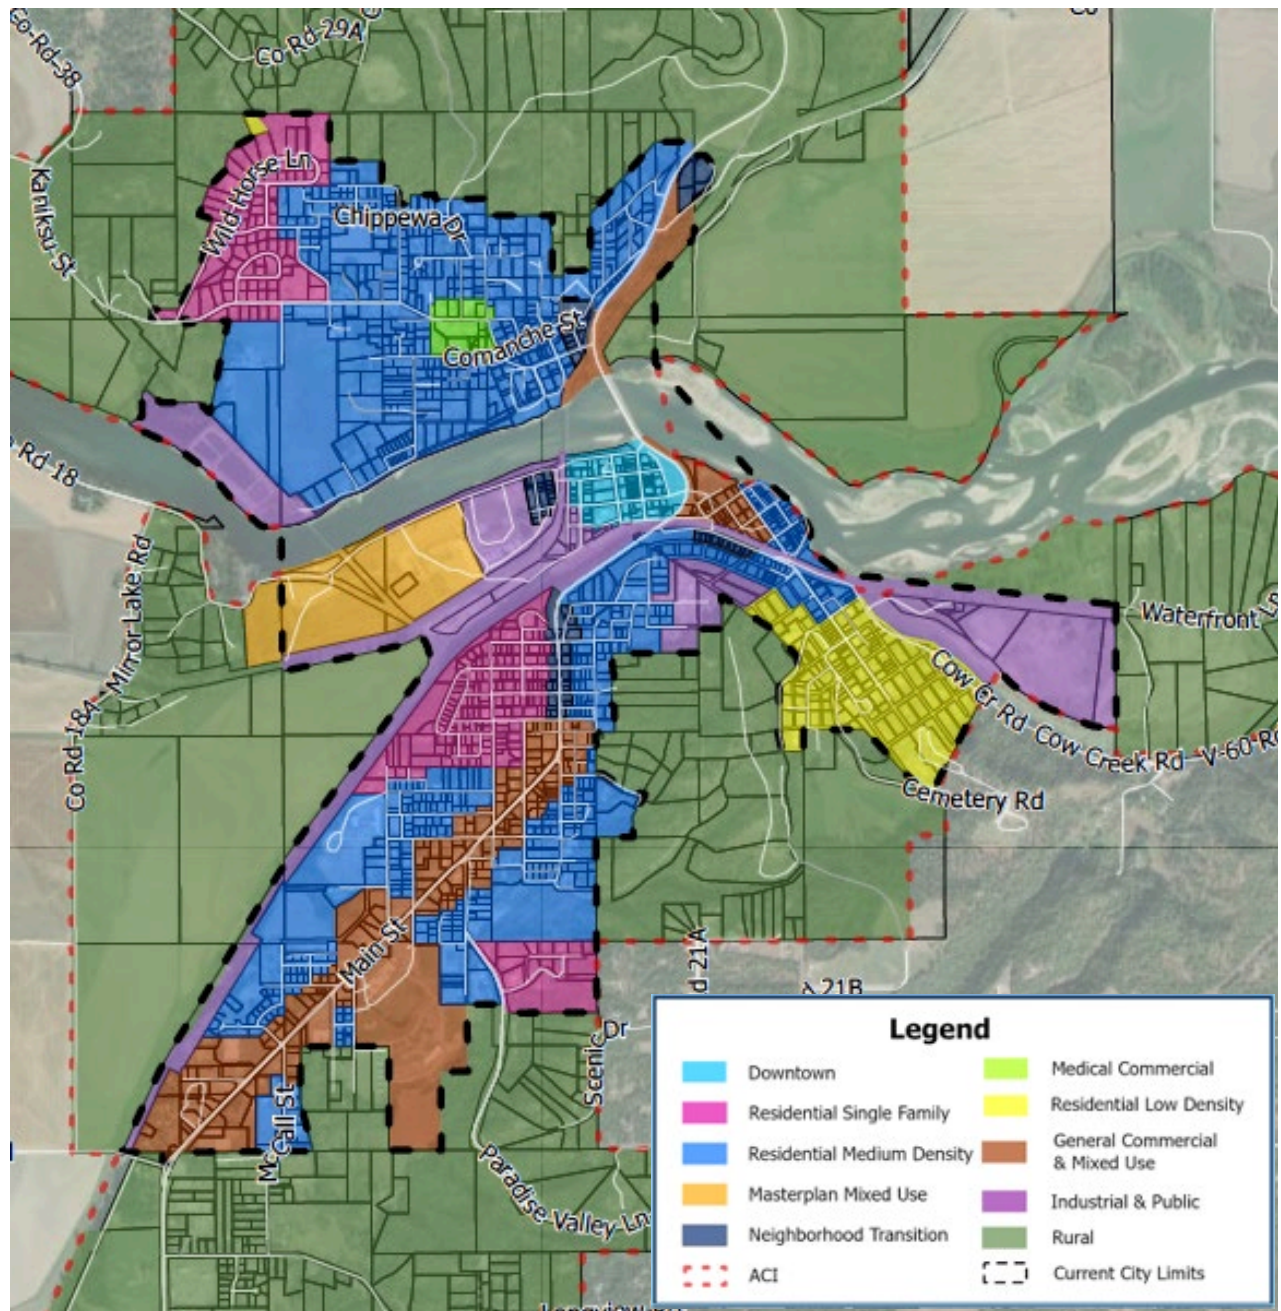 Co Rd 38
Co Rd 29A
Co
Kaniksu St
Wild Horse Ln
Chippewa Dr
Comanche St
Rd 18
Mirror Lake Rd
Co Rd 18A
Waterfront Ln
Cow Cr Rd
Cow Creek Rd
V-60 Rd
Cemetery Rd
Main St
d 21A
21B
Scenic Dr
McCall St
Paradise Valley Ln
Legend
Downtown
Residential Single Family
Residential Medium Density
Masterplan Mixed Use
Neighborhood Transition
ACI
Medical Commercial
Residential Low Density
General Commercial
& Mixed Use
Industrial & Public
Rural
Current City Limits